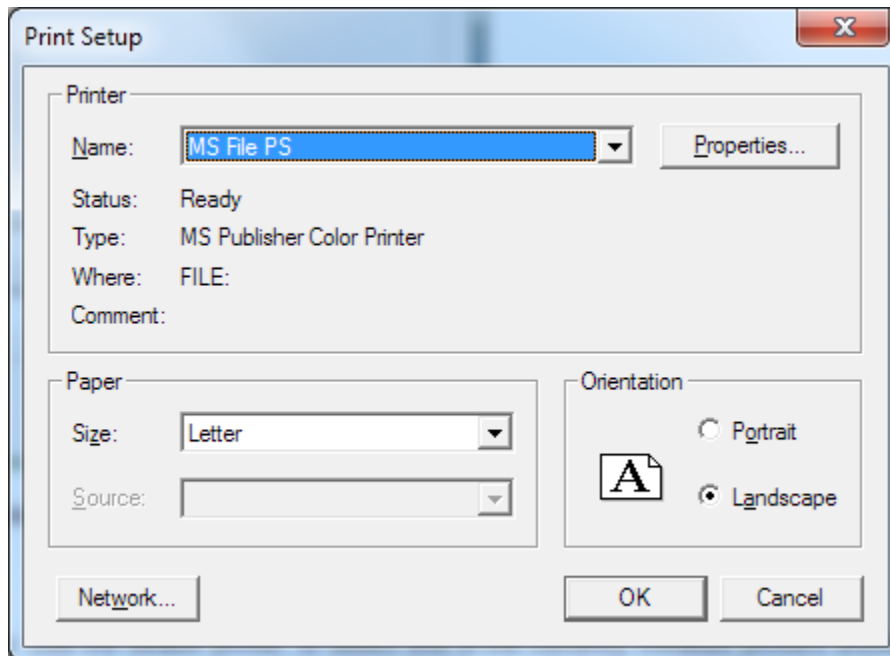 Print Setup
Printer
Name: MS File PS Properties...
Status: Ready
Type: MS Publisher Color Printer
Where: FILE:
Comment:
Paper
Size: Letter
Source:
Orientation
A
Portrait
Landscape
Network... OK Cancel